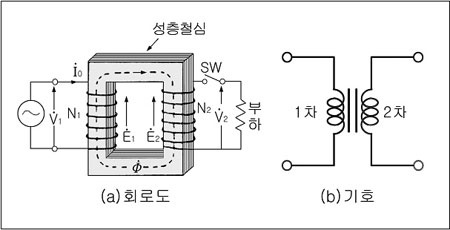 성층철심
İ₀
SW
N₁
N₂
V̇₁
Ė₁
Ė₂
V̇₂
부하
Φ̇
(a)회로도
1차
2차
(b)기호